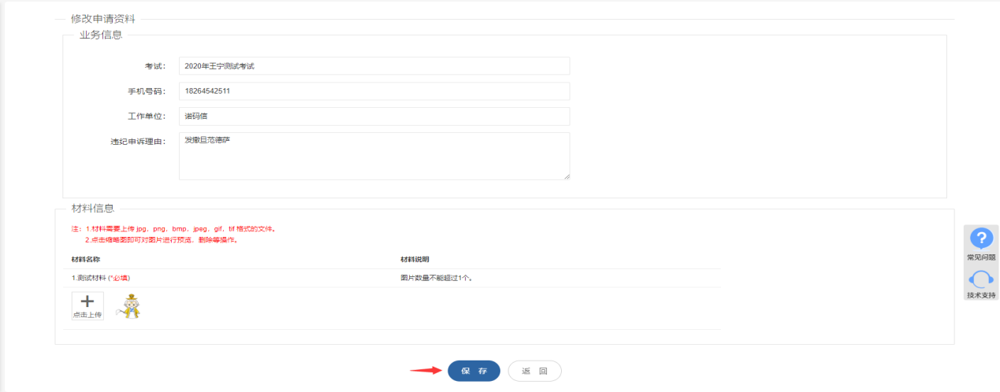 修改申请资料
业务信息
考试： 2020年王宁测试考试
手机号码： 18264542511
工作单位： 诺码信
违纪申诉理由： 发撒旦范德萨
材料信息
注：1.材料需要上传 jpg、png、bmp、jpeg、gif、tif 格式的文件。
2.点击缩略图即可对图片进行预览、删除等操作。
材料名称 材料说明
1.测试材料 (*必填) 图片数量不能超过1个。
点击上传
常见问题
技术支持
保 存 返 回